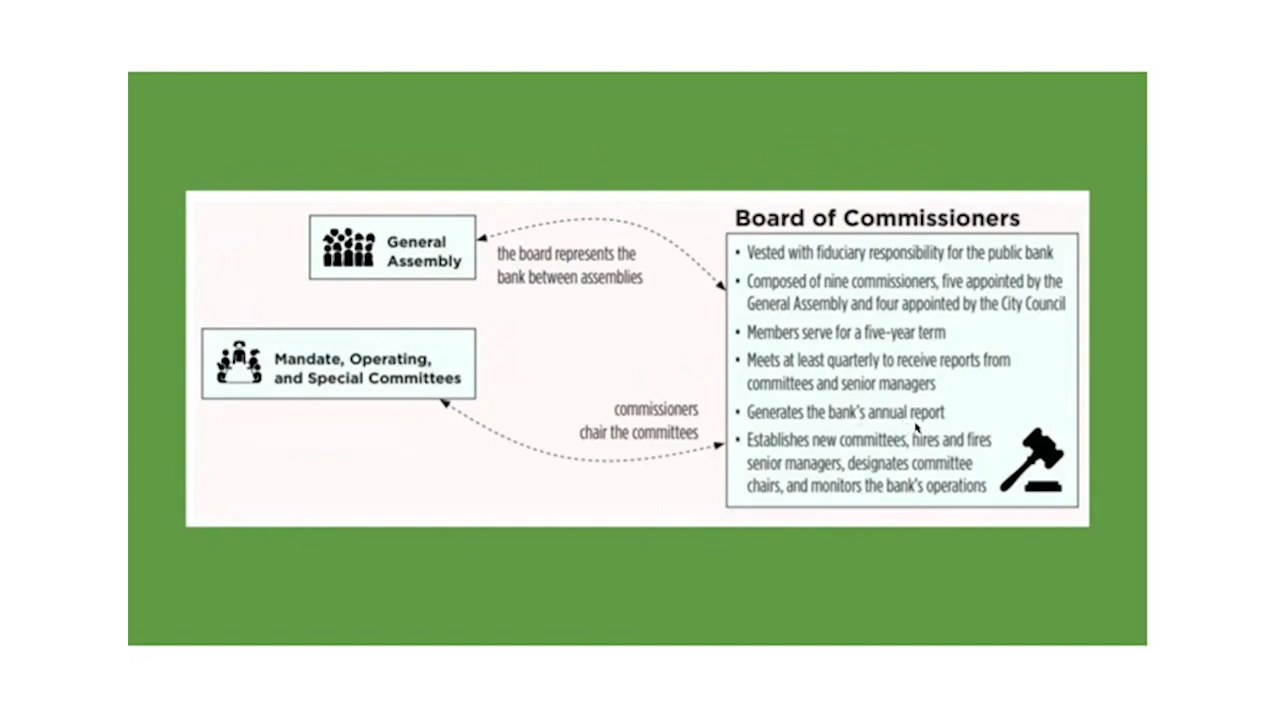 General
Assembly
the board represents the
bank between assemblies
Mandate, Operating,
and Special Committees
commissioners
chair the committees
Board of Commissioners
• Vested with fiduciary responsibility for the public bank
• Composed of nine commissioners, five appointed by the
General Assembly and four appointed by the City Council
• Members serve for a five-year term
• Meets at least quarterly to receive reports from
committees and senior managers
• Generates the bank's annual report
• Establishes new committees, hires and fires
senior managers, designates committee
chairs, and monitors the bank's operations